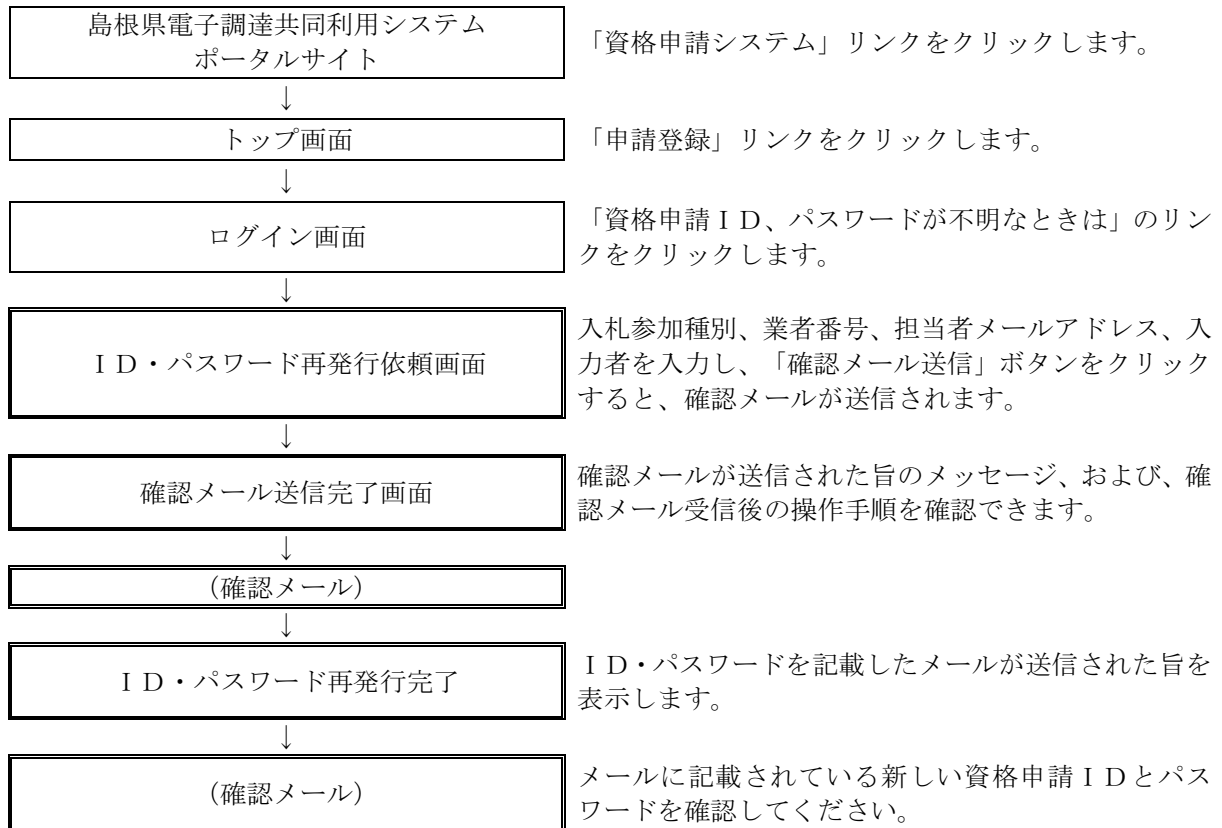 島根県電子調達共同利用システム
ポータルサイト
「資格申請システム」リンクをクリックします。
↓
トップ画面
「申請登録」リンクをクリックします。
↓
ログイン画面
「資格申請ＩＤ、パスワードが不明なときは」のリン
クをクリックします。
↓
ＩＤ・パスワード再発行依頼画面
入札参加種別、業者番号、担当者メールアドレス、入
力者を入力し、「確認メール送信」ボタンをクリック
すると、確認メールが送信されます。
↓
確認メール送信完了画面
確認メールが送信された旨のメッセージ、および、確
認メール受信後の操作手順を確認できます。
↓
（確認メール）
↓
ＩＤ・パスワード再発行完了
ＩＤ・パスワードを記載したメールが送信された旨を
表示します。
↓
（確認メール）
メールに記載されている新しい資格申請ＩＤとパス
ワードを確認してください。